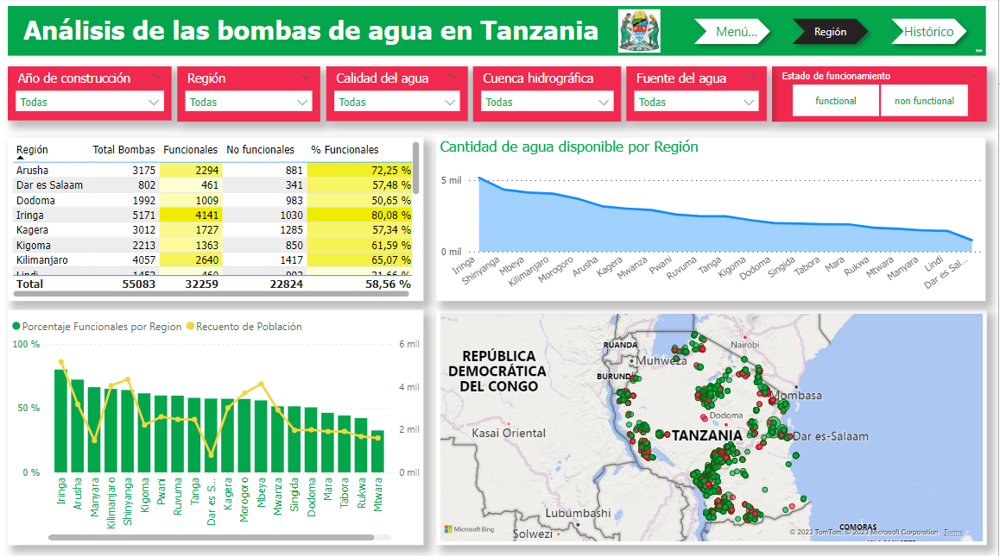 Análisis de las bombas de agua en Tanzania
Menú...
Región
Histórico
Año de construcción
Región
Calidad del agua
Cuenca hidrográfica
Fuente del agua
Estado de funcionamiento
Todas
Todas
Todas
Todas
Todas
functional
non functional
Región Total Bombas Funcionales No funcionales % Funcionales
Arusha 3175 2294 881 72,25 %
Dar es Salaam 802 461 341 57,48 %
Dodoma 1992 1009 983 50,65 %
Iringa 5171 4141 1030 80,08 %
Kagera 3012 1727 1285 57,34 %
Kigoma 2213 1363 850 61,59 %
Kilimanjaro 4057 2640 1417 65,07 %
Total 55083 32259 22824 58,56 %
Cantidad de agua disponible por Región
5 mil
0 mil
Iringa
Shinyanga
Mbeya
Kilimanjaro
Morogoro
Arusha
Kagera
Mwanza
Pwani
Ruvuma
Tanga
Kigoma
Dodoma
Singida
Tabora
Mara
Rukwa
Mtwara
Manyara
Lindi
Dar es Sal...
Porcentaje Funcionales por Region
Recuento de Población
100 %
50 %
0 %
6 mil
4 mil
2 mil
0 mil
Iringa
Arusha
Manyara
Kilimanjaro
Shinyanga
Kigoma
Pwani
Ruvuma
Tanga
Dar es S...
Kagera
Morogoro
Mbeya
Mwanza
Singida
Dodoma
Mara
Tabora
Rukwa
Mtwara
RUANDA
Muhweza
Nairobi
REPÚBLICA
DEMOCRÁTICA
DEL CONGO
BURUNDI
Mombasa
Dodoma
Kasai Oriental
TANZANIA
Dar es-Salaam
Lubumbashi
Solwezi
COMORAS
Microsoft Bing
© 2023 TomTom, © 2023 Microsoft Corporation Terms